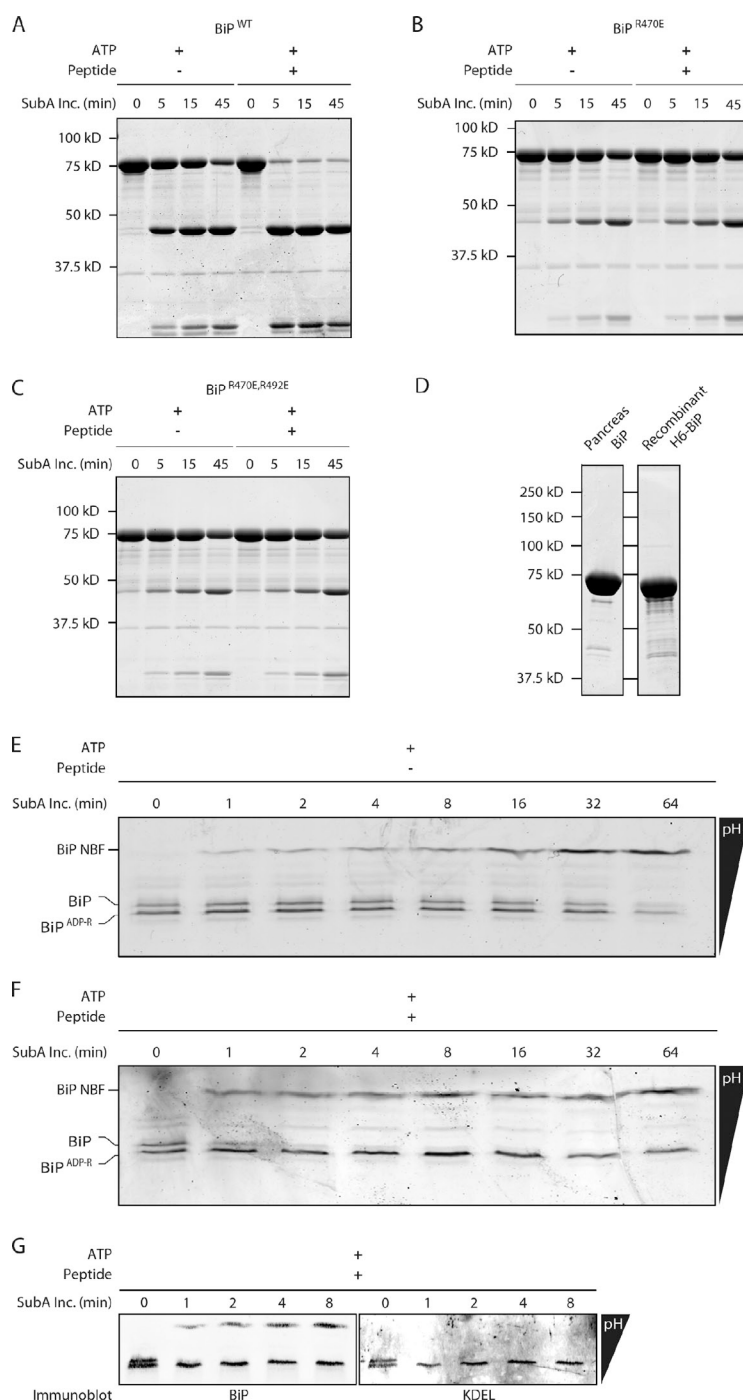 A
BiP WT
ATP + +
Peptide - +
SubA Inc. (min) 0 5 15 45 0 5 15 45
100 kD
75 kD
50 kD
37.5 kD
B
BiP R470E
ATP + +
Peptide - +
SubA Inc. (min) 0 5 15 45 0 5 15 45
100 kD
75 kD
50 kD
37.5 kD
C
BiP R470E,R492E
ATP + +
Peptide - +
SubA Inc. (min) 0 5 15 45 0 5 15 45
100 kD
75 kD
50 kD
37.5 kD
D
Pancreas BiP
Recombinant H6-BiP
250 kD
150 kD
100 kD
75 kD
50 kD
37.5 kD
E
ATP +
Peptide -
SubA Inc. (min) 0 1 2 4 8 16 32 64
pH
BiP NBF
BiP
BiP ADP-R
F
ATP +
Peptide +
SubA Inc. (min) 0 1 2 4 8 16 32 64
pH
BiP NBF
BiP
BiP ADP-R
G
ATP +
Peptide +
SubA Inc. (min) 0 1 2 4 8 0 1 2 4 8
pH
Immunoblot BiP KDEL